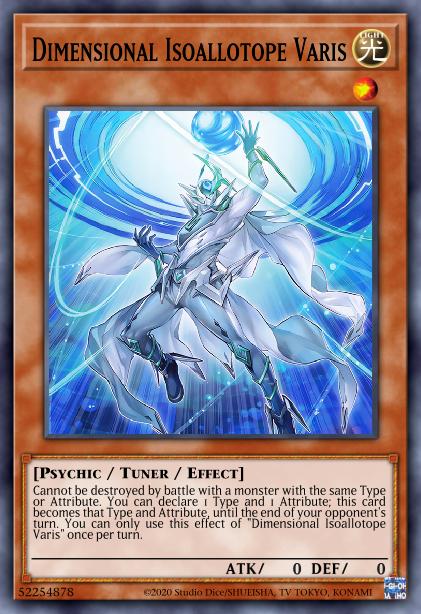 Dimensional Isoallotope Varis
LIGHT
光
[Psychic / Tuner / Effect]
Cannot be destroyed by battle with a monster with the same Type
or Attribute. You can declare 1 Type and 1 Attribute; this card
becomes that Type and Attribute, until the end of your opponent's
turn. You can only use this effect of "Dimensional Isoallotope
Varis" once per turn.
ATK/ 0 DEF/ 0
52254878
©2020 Studio Dice/SHUEISHA, TV TOKYO, KONAMI